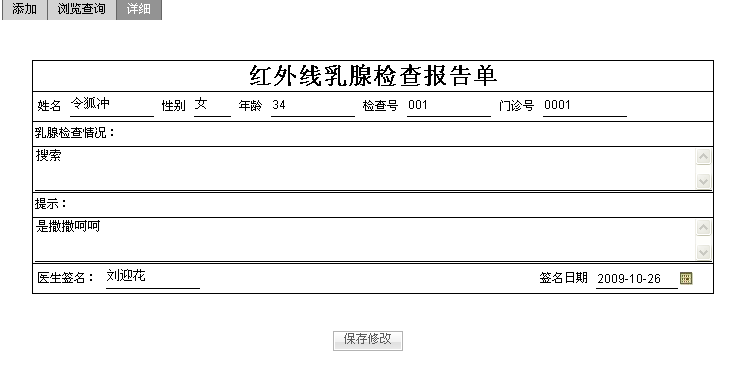 添加 浏览查询 详细
红外线乳腺检查报告单
姓名 令狐冲 性别 女 年龄 34 检查号 001 门诊号 0001
乳腺检查情况：
搜索
提示：
是撒撒呵呵
医生签名： 刘迎花 签名日期 2009-10-26
保存修改